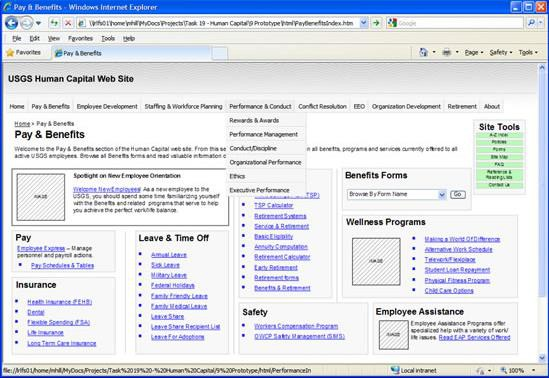 Pay & Benefits - Windows Internet Explorer
\\rlfs01\home\mhill\MyDocs\Projects\Task 19 - Human Capital\9 Prototype\html\PayBenefitsIndex.htm
File Edit View Favorites Tools Help
Favorites
Pay & Benefits
Page Safety Tools
USGS Human Capital Web Site
Home Pay & Benefits Employee Development Staffing & Workforce Planning Performance & Conduct Conflict Resolution EEO Organization Development Retirement About
Rewards & Awards
Performance Management
Conduct/Discipline
Organizational Performance
Ethics
Executive Performance
Home > Pay & Benefits
Pay & Benefits
Welcome to the Pay & Benefits section of the Human Capital website. From this se
n all benefits, programs and services currently offered to all
active USGS employees. Browse all Benefits forms and read valuable information o
Site Tools
A-Z Index
Policies
Forms
Site Map
FAQ
Reference &
Reading Lists
Contact Us
IMAGE
Spotlight on New Employee Orientation
Welcome New Employees! As a new employee to the
USGS, you should spend some time familiarizing yourself
with the Benefits and related programs that serve to help
you achieve the perfect work/life balance.
TSP Calculator
Retirement Systems
Service & Retirement
Basic Eligibility
Annuity Computation
Retirement Calculator
Early Retirement
Retirement forms
Benefits & Retirement
Benefits Forms
Browse By Form Name
Go
Wellness Programs
IMAGE
Making a World Of Difference
Alternative Work Schedule
Telework/Flexiplace
Student Loan Repayment
Physical Fitness Program
Child Care Options
Pay
Employee Express – Manage
personnel and payroll actions.
Pay Schedules & Tables
Leave & Time Off
Annual Leave
Sick Leave
Military Leave
Federal Holidays
Family Friendly Leave
Family Medical Leave
Leave Share
Leave Share Recipient List
Leave For Adoptions
Insurance
Health Insurance (FEHB)
Dental
Flexible Spending (FSA)
Life Insurance
Long Term Care Insurance
Safety
Workers Compensation Program
OWCP Safety Management (SMIS)
Employee Assistance
IMAGE
Employee Assistance Programs offer
specialized help with a variety of work/
life issues. Read EAP Services Offered
file://rlfs01/home/mhill/MyDocs/Projects/Task%2019%20-%20Human%20Capital/9%20Prototype/html/PerformanceIn
Local intranet
100%